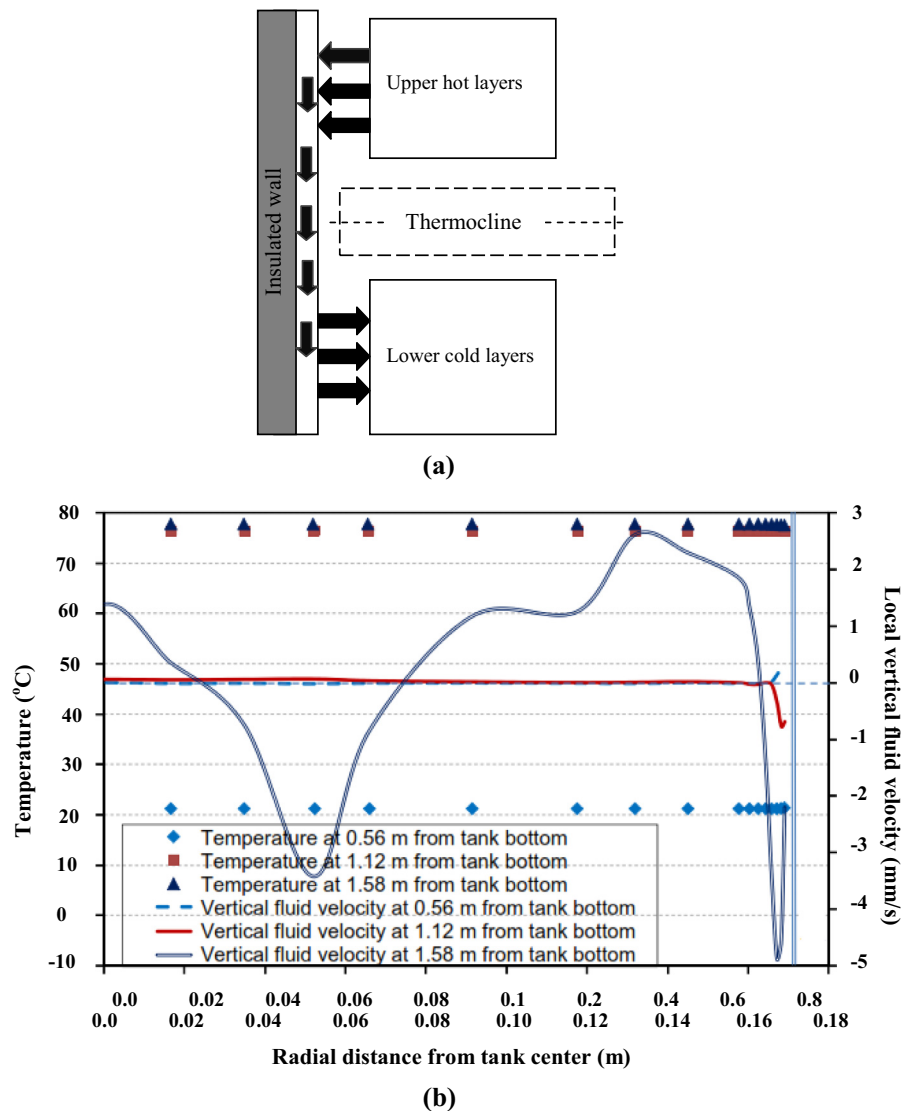 Insulated wall
Upper hot layers
Thermocline
Lower cold layers
(a)
Temperature (°C)
80
70
60
50
40
30
20
10
0
-10
3
2
1
0
-1
-2
-3
-4
-5
Local vertical fluid velocity (mm/s)
Temperature at 0.56 m from tank bottom
Temperature at 1.12 m from tank bottom
Temperature at 1.58 m from tank bottom
Vertical fluid velocity at 0.56 m from tank bottom
Vertical fluid velocity at 1.12 m from tank bottom
Vertical fluid velocity at 1.58 m from tank bottom
0.0 0.02 0.04 0.06 0.08 0.1 0.2 0.4 0.6 0.8
0.0 0.02 0.04 0.06 0.08 0.10 0.12 0.14 0.16 0.18
Radial distance from tank center (m)
(b)